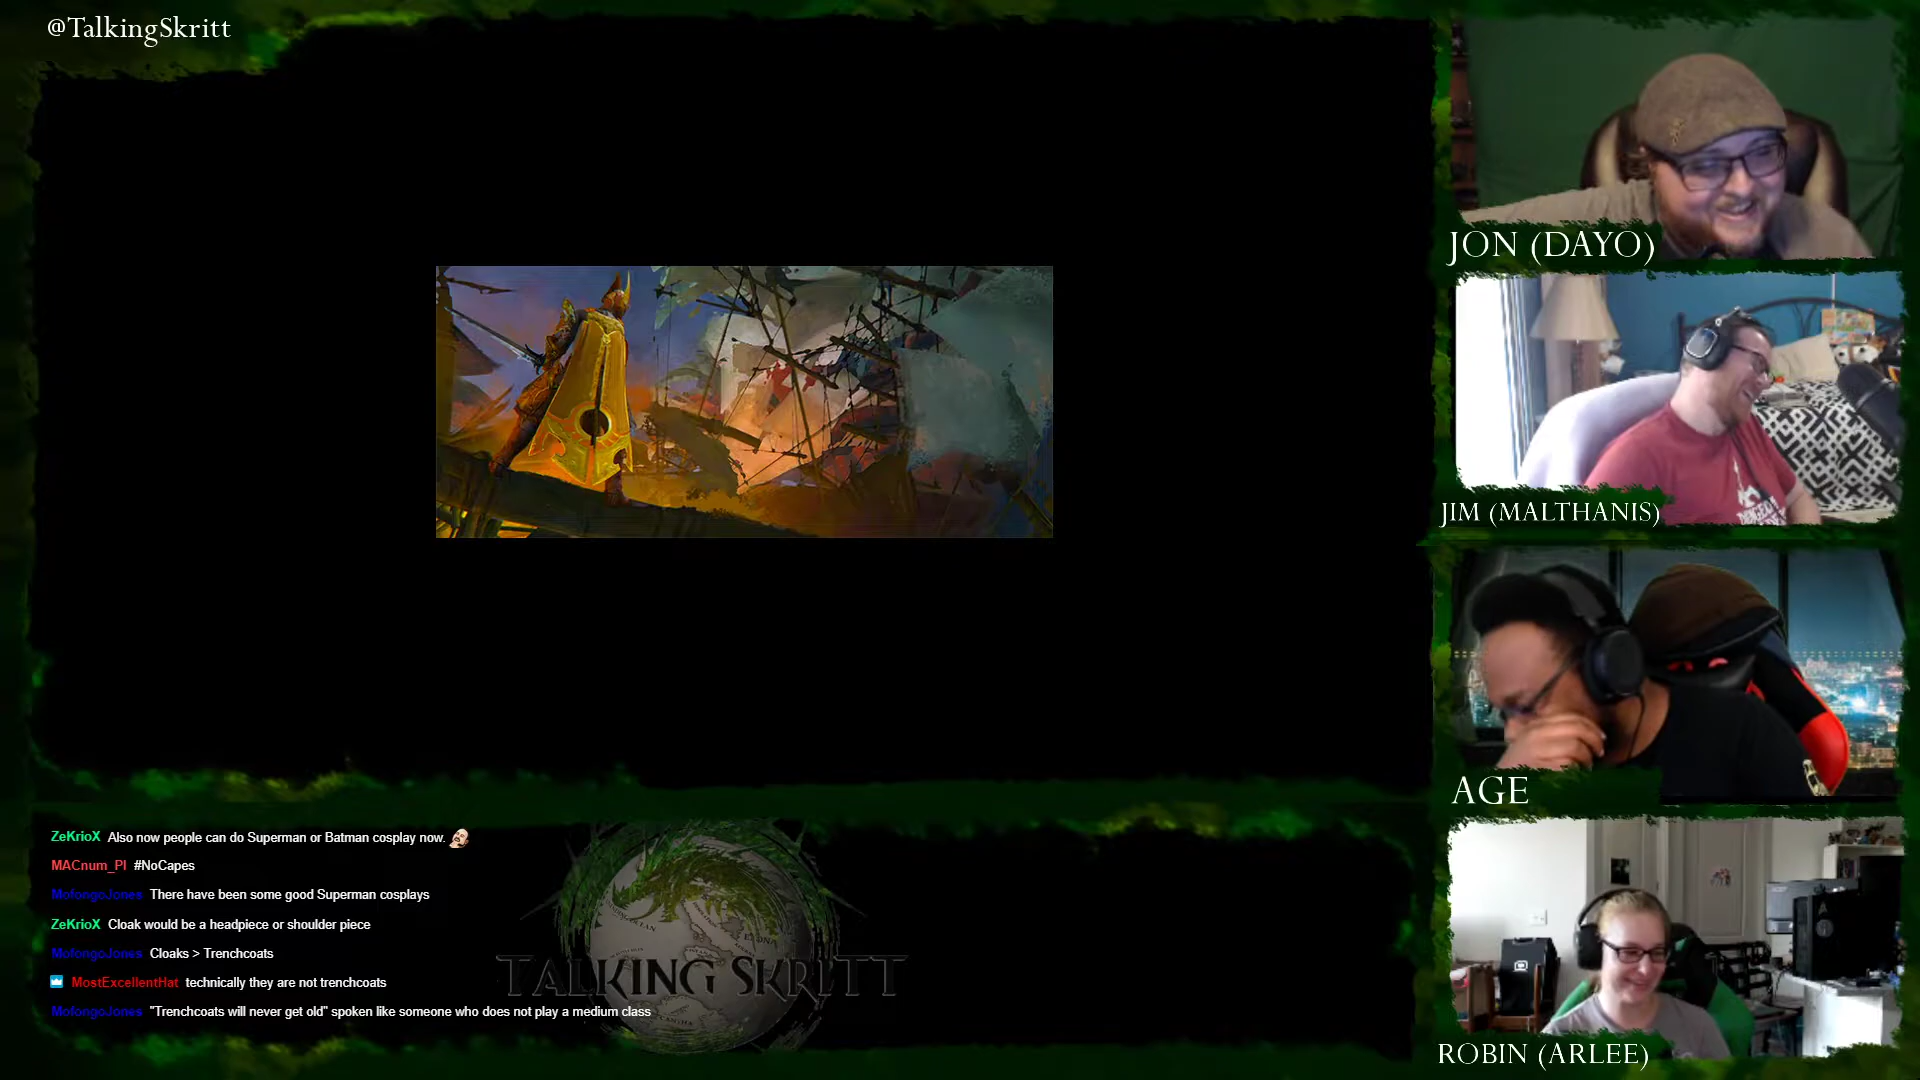 @TalkingSkritt
JON (DAYO)
JIM (MALTHANIS)
AGE
ZeKrioX Also now people can do Superman or Batman cosplay now.
MACnum_PI #NoCapes
MofongoJones There have been some good Superman cosplays
ZeKrioX Cloak would be a headpiece or shoulder piece
MofongoJones Cloaks > Trenchcoats
MostExcellentHat technically they are not trenchcoats
MofongoJones "Trenchcoats will never get old" spoken like someone who does not play a medium class
TALKING SKRITT
ROBIN (ARLEE)